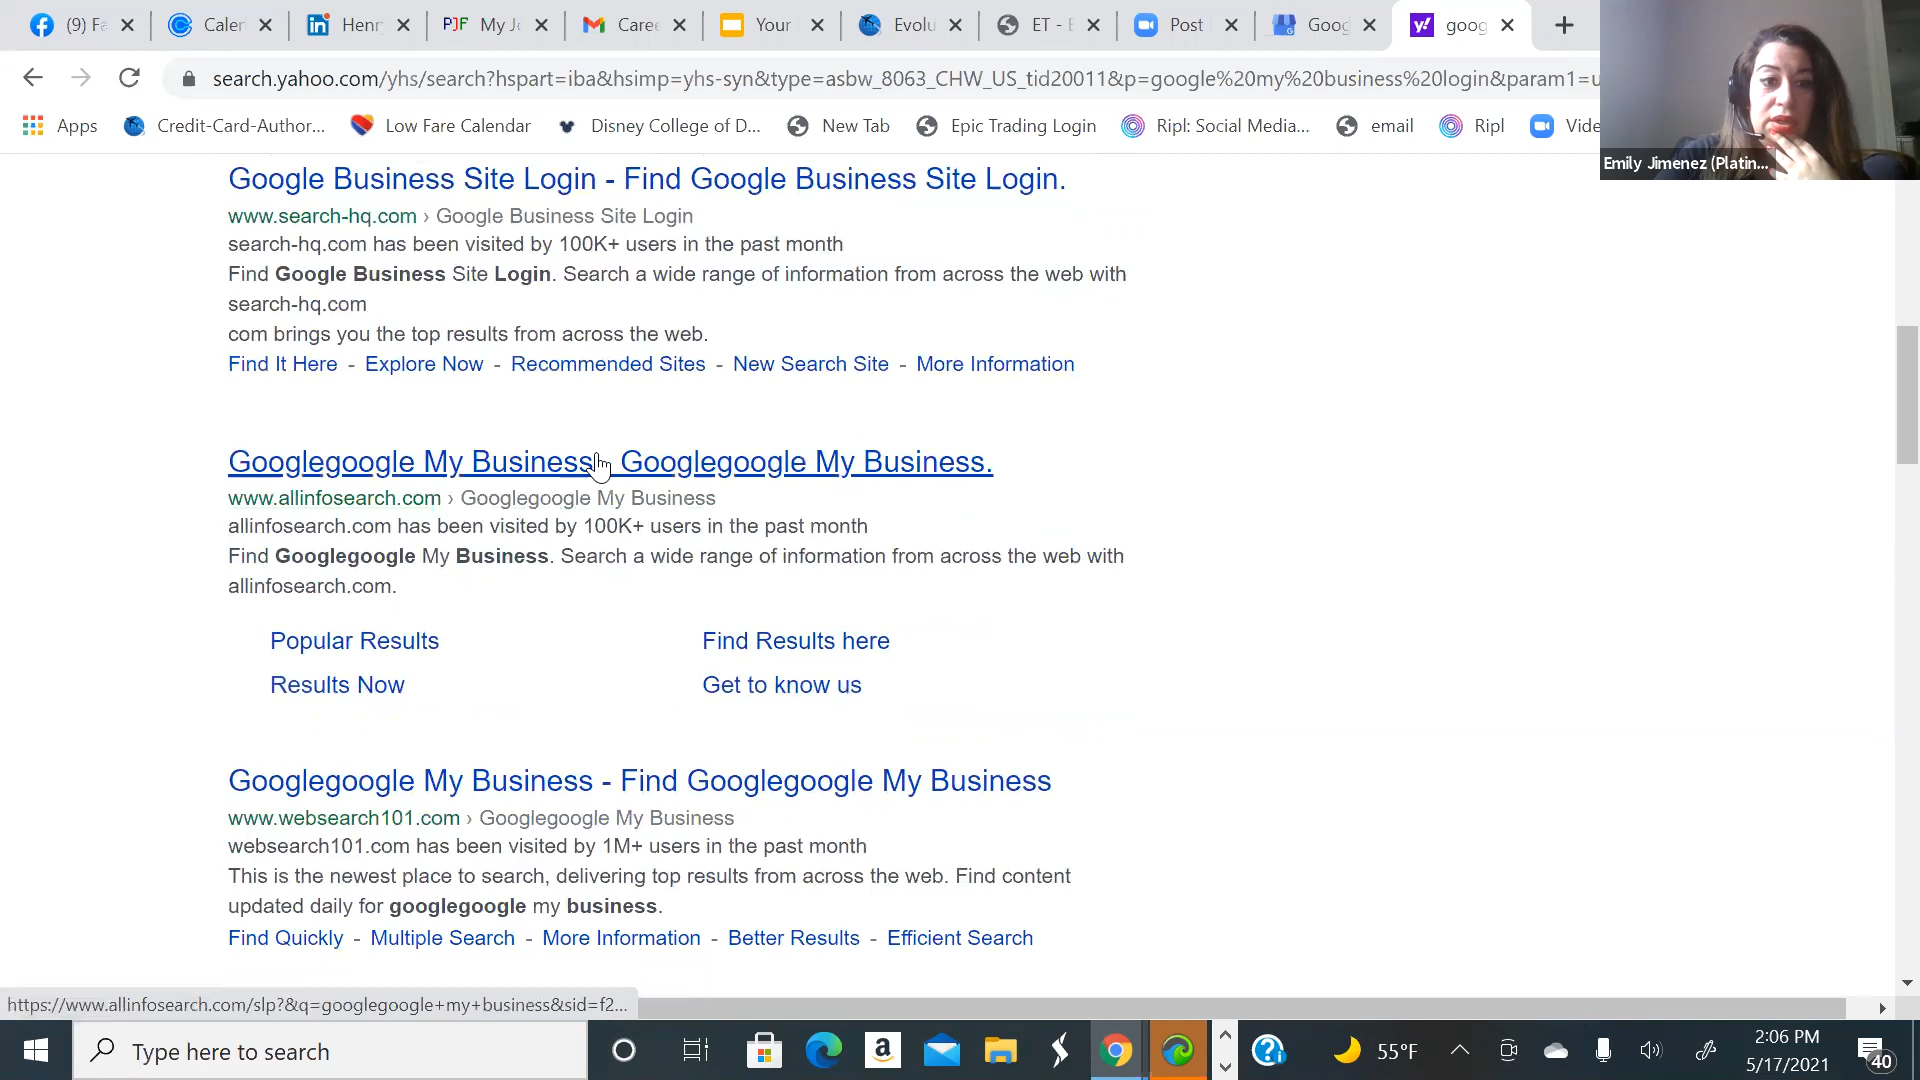 (9) Fa
Calen
Henr
PJF My Jo
Caree
Your
Evolu
ET - E
Post
Goog
goog
search.yahoo.com/yhs/search?hspart=iba&hsimp=yhs-syn&type=asbw_8063_CHW_US_tid20011&p=google%20my%20business%20login&param1=u
Apps
Credit-Card-Author...
Low Fare Calendar
Disney College of D...
New Tab
Epic Trading Login
Ripl: Social Media...
email
Ripl
Vide
Emily Jimenez (Platin...
Google Business Site Login - Find Google Business Site Login.
www.search-hq.com › Google Business Site Login
search-hq.com has been visited by 100K+ users in the past month
Find Google Business Site Login. Search a wide range of information from across the web with
search-hq.com
com brings you the top results from across the web.
Find It Here - Explore Now - Recommended Sites - New Search Site - More Information
Googlegoogle My Business - Googlegoogle My Business.
www.allinfosearch.com › Googlegoogle My Business
allinfosearch.com has been visited by 100K+ users in the past month
Find Googlegoogle My Business. Search a wide range of information from across the web with
allinfosearch.com.
Popular Results
Find Results here
Results Now
Get to know us
Googlegoogle My Business - Find Googlegoogle My Business
www.websearch101.com › Googlegoogle My Business
websearch101.com has been visited by 1M+ users in the past month
This is the newest place to search, delivering top results from across the web. Find content
updated daily for googlegoogle my business.
Find Quickly - Multiple Search - More Information - Better Results - Efficient Search
https://www.allinfosearch.com/slp?&q=googlegoogle+my+business&sid=f2...
Type here to search
55°F
2:06 PM
5/17/2021
40